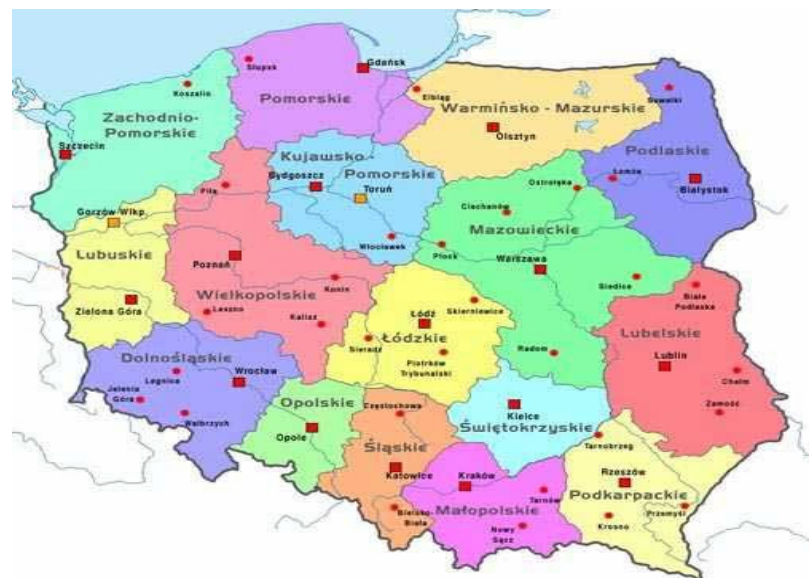 Słupsk
Gdańsk
Koszalin
Pomorskie
Elbląg
Suwałki
Zachodnio-
Pomorskie
Warmińsko - Mazurskie
Olsztyn
Szczecin
Kujawsko-
Pomorskie
Podlaskie
Bydgoszcz
Toruń
Piła
Łomża
Białystok
Ostrołęka
Ciechanów
Gorzów Wlkp.
Mazowieckie
Włocławek
Płock
Lubuskie
Poznań
Warszawa
Konin
Siedlce
Wielkopolskie
Biała
Podlaska
Zielona Góra
Leszno
Kalisz
Łódź
Skierniewice
Łódzkie
Lubelskie
Sieradz
Piotrków
Trybunalski
Radom
Lublin
Dolnośląskie
Wrocław
Legnica
Chełm
Jelenia
Góra
Wałbrzych
Opolskie
Opole
Częstochowa
Kielce
Świętokrzyskie
Zamość
Śląskie
Katowice
Tarnobrzeg
Kraków
Rzeszów
Tarnów
Podkarpackie
Bielsko-
Biała
Małopolskie
Nowy
Sącz
Krosno
Przemyśl